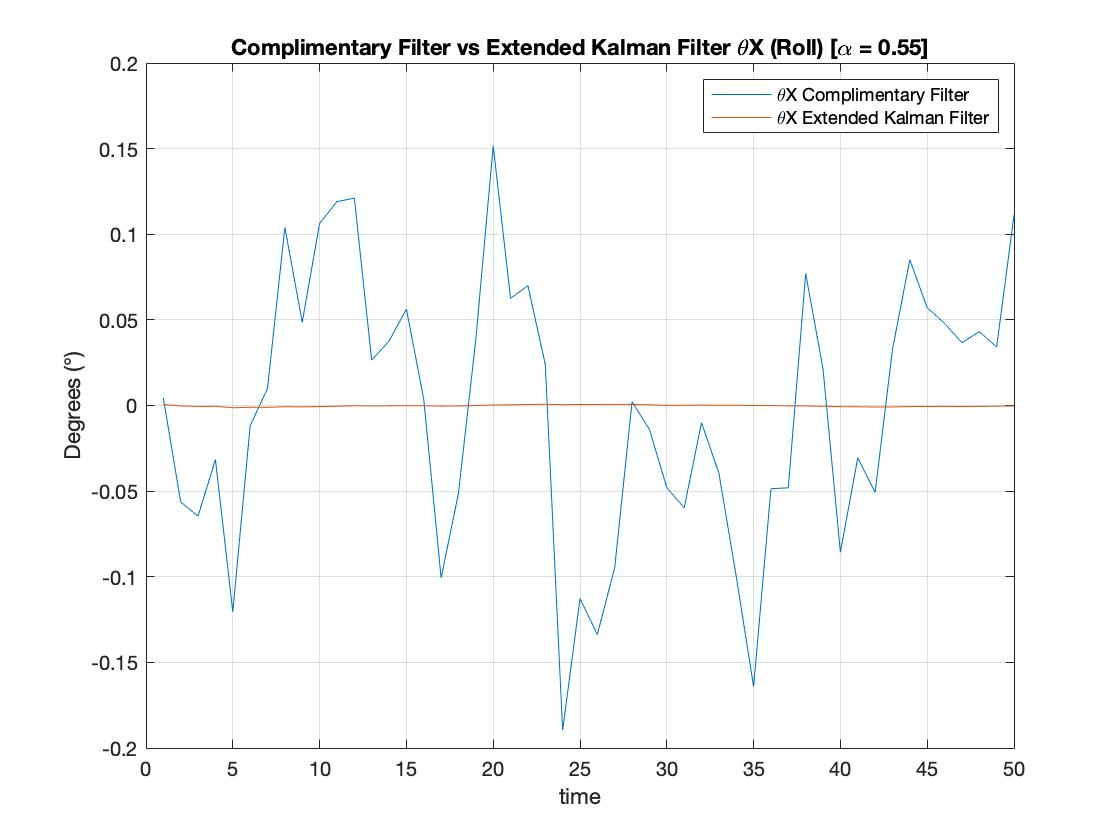 Complimentary Filter vs Extended Kalman Filter θX (Roll) [α = 0.55]
θX Complimentary Filter
θX Extended Kalman Filter
0.2
0.15
0.1
0.05
0
-0.05
-0.1
-0.15
-0.2
Degrees (°)
0 5 10 15 20 25 30 35 40 45 50
time